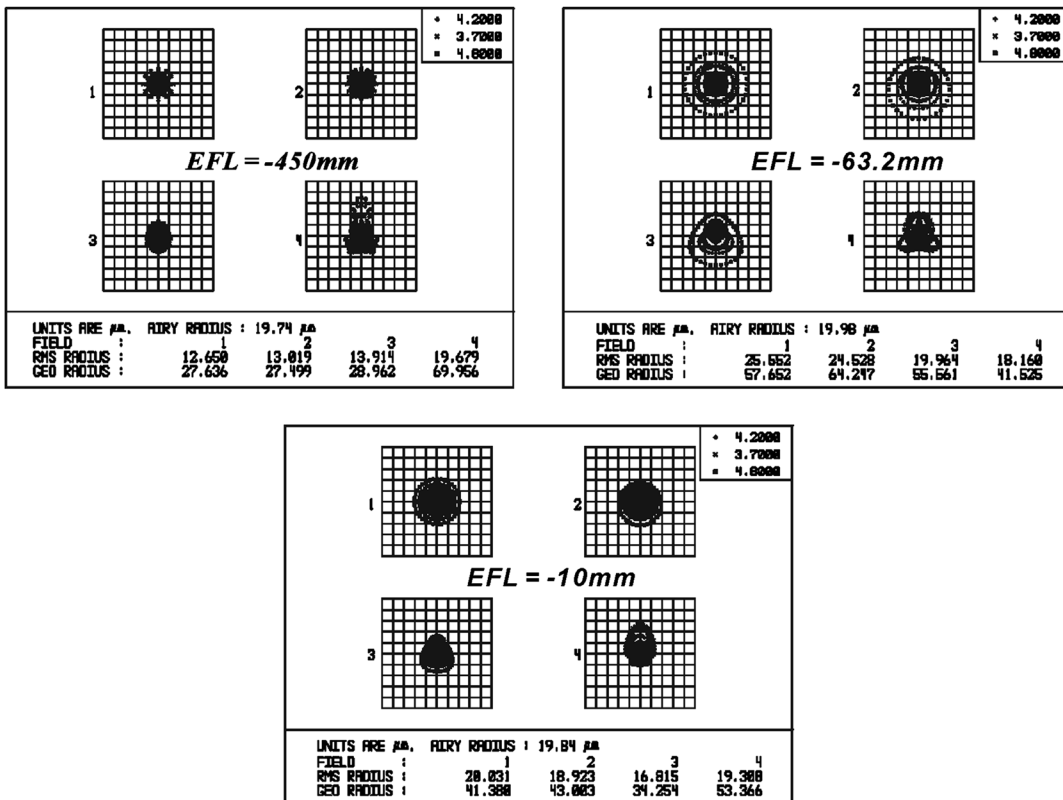 4.2000
3.7000
4.8000
1
2
EFL = -450mm
3
4
UNITS ARE µm. AIRY RADIUS : 19.74 µm
FIELD : 1 2 3 4
RMS RADIUS : 12.650 13.019 13.914 19.679
GEO RADIUS : 27.636 27.499 28.962 69.956
4.2000
3.7000
4.8000
1
2
EFL = -63.2mm
3
4
UNITS ARE µm. AIRY RADIUS : 19.98 µm
FIELD : 1 2 3 4
RMS RADIUS : 25.552 24.528 19.964 18.160
GEO RADIUS : 57.652 64.247 55.561 41.525
4.2000
3.7000
4.8000
1
2
EFL = -10mm
3
4
UNITS ARE µm. AIRY RADIUS : 19.84 µm
FIELD : 1 2 3 4
RMS RADIUS : 20.031 18.923 16.815 19.308
GEO RADIUS : 41.380 43.003 34.254 53.366